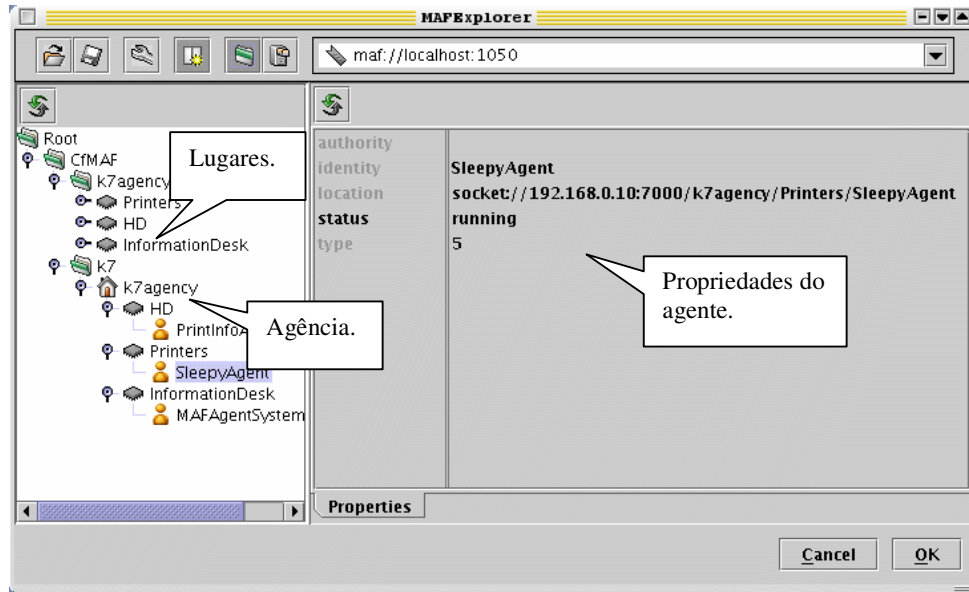 MAFExplorer
maf://localhost:1050
Root
CfMAF
k7agency
Printers
HD
InformationDesk
k7
k7agency
HD
Printers
SleepyAgent
InformationDesk
MAFAgentSystem
Lugares.
Agência.
authority
identity SleepyAgent
location socket://192.168.0.10:7000/k7agency/Printers/SleepyAgent
status running
type 5
Propriedades do
agente.
Properties
Cancel OK